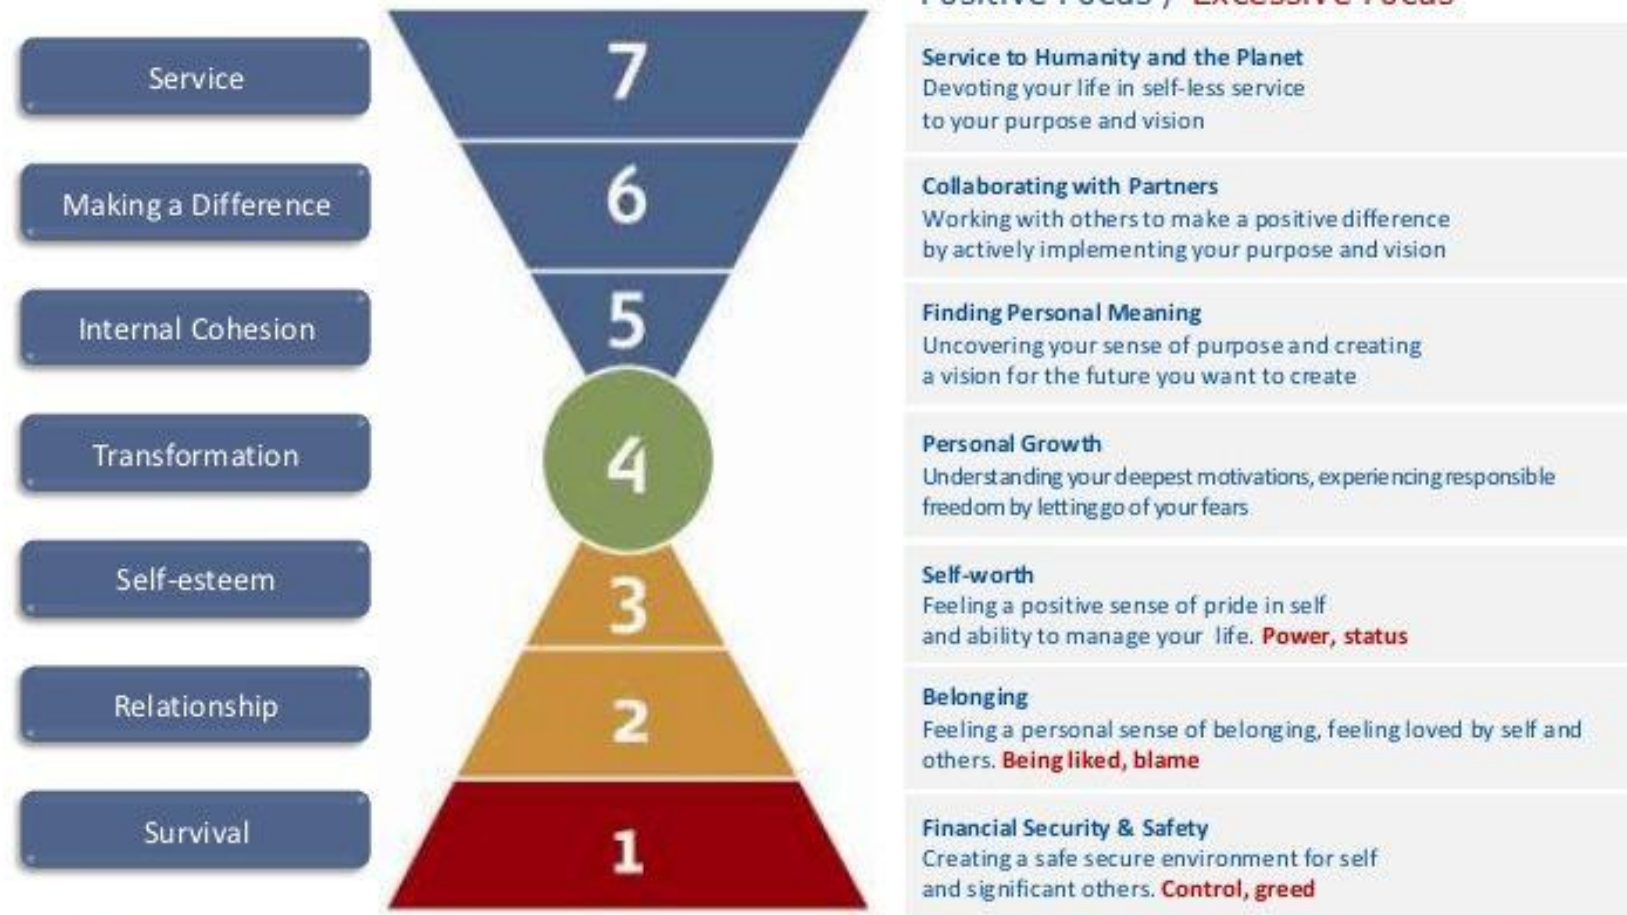 Positive Focus / Excessive Focus
Service
7
Service to Humanity and the Planet
Devoting your life in self-less service
to your purpose and vision
Making a Difference
6
Collaborating with Partners
Working with others to make a positive difference
by actively implementing your purpose and vision
Internal Cohesion
5
Finding Personal Meaning
Uncovering your sense of purpose and creating
a vision for the future you want to create
Transformation
4
Personal Growth
Understanding your deepest motivations, experiencing responsible
freedom by letting go of your fears
Self-esteem
3
Self-worth
Feeling a positive sense of pride in self
and ability to manage your life. Power, status
Relationship
2
Belonging
Feeling a personal sense of belonging, feeling loved by self and
others. Being liked, blame
Survival
1
Financial Security & Safety
Creating a safe secure environment for self
and significant others. Control, greed